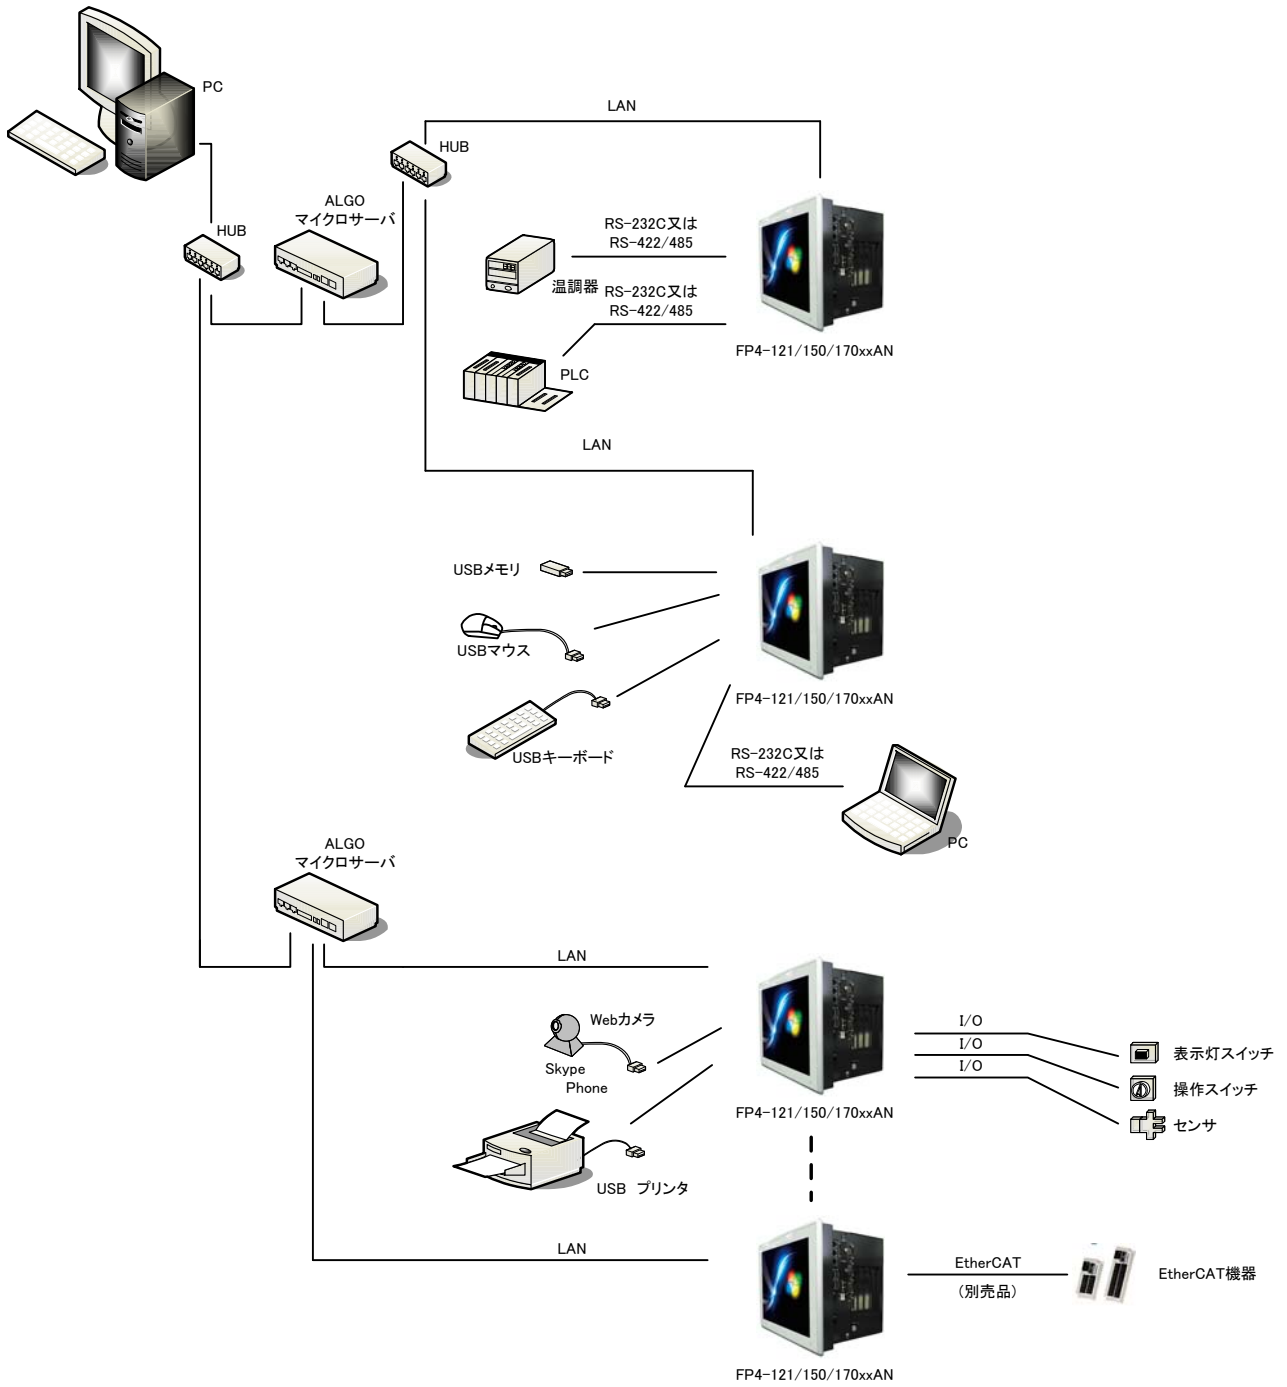 PC
LAN
HUB
ALGO
マイクロサーバ
HUB
RS-232C又は
RS-422/485
温調器
RS-232C又は
RS-422/485
FP4-121/150/170xxAN
PLC
LAN
USBメモリ
USBマウス
FP4-121/150/170xxAN
USBキーボード
RS-232C又は
RS-422/485
PC
ALGO
マイクロサーバ
LAN
Webカメラ
Skype
Phone
I/O
I/O
I/O
表示灯スイッチ
操作スイッチ
センサ
FP4-121/150/170xxAN
USB プリンタ
LAN
EtherCAT
(別売品)
EtherCAT機器
FP4-121/150/170xxAN